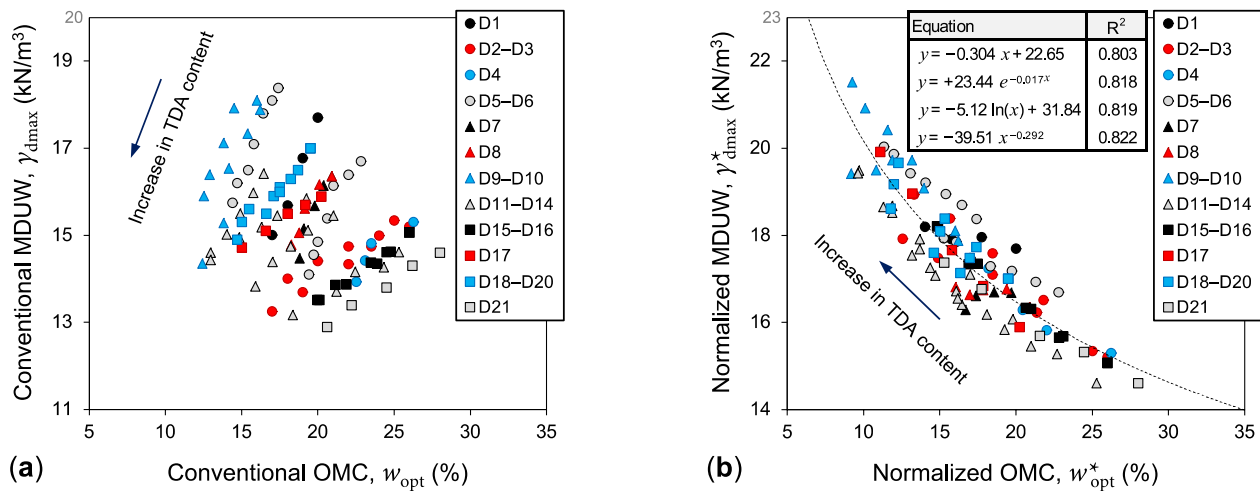 20
19
17
15
13
11
5
10
15
20
25
30
35
Conventional MDUW, γdmax (kN/m³)
Conventional OMC, wopt (%)
Increase in TDA content
(a)
D1
D2–D3
D4
D5–D6
D7
D8
D9–D10
D11–D14
D15–D16
D17
D18–D20
D21
23
22
20
18
16
14
5
10
15
20
25
30
35
Normalized MDUW, γ*dmax (kN/m³)
Normalized OMC, w*opt (%)
Increase in TDA content
(b)
Equation R²
y = −0.304 x + 22.65 0.803
y = +23.44 e^−0.017x 0.818
y = −5.12 ln(x) + 31.84 0.819
y = −39.51 x^−0.292 0.822
D1
D2–D3
D4
D5–D6
D7
D8
D9–D10
D11–D14
D15–D16
D17
D18–D20
D21